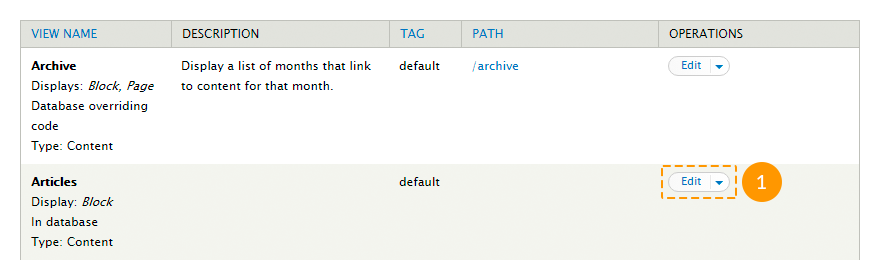 VIEW NAME DESCRIPTION TAG PATH OPERATIONS
Archive Display a list of months that link default /archive Edit
Displays: Block, Page to content for that month.
Database overriding
code
Type: Content
Articles default Edit 1
Display: Block
In database
Type: Content